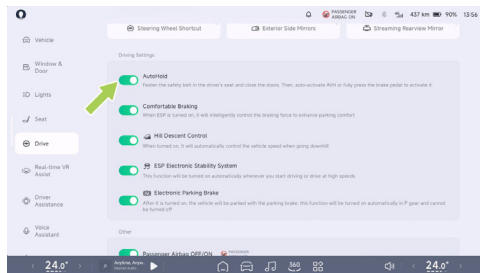 PASSENGER
AIRBAG ON
437 km
90%
13:56
Vehicle
Window &
Door
Lights
Seat
Drive
Real-time VR
Assist
Driver
Assistance
Voice
Assistant
Steering Wheel Shortcut
Exterior Side Mirrors
Streaming Rearview Mirror
Driving Settings
AutoHold
Fasten the safety belt in the driver's seat and close the doors. Then, auto-activate AVH or fully press the brake pedal to activate it
Comfortable Braking
When ESP is turned on, it will intelligently control the braking force to enhance parking comfort
Hill Descent Control
When turned on, it will automatically control the vehicle speed when going downhill
ESP Electronic Stability System
This function will be turned on automatically whenever you start driving or drive at high speeds.
Electronic Parking Brake
After it is turned on, the vehicle will be parked with the parking brake. this function will be turned on automatically in P gear and cannot
be turned off
Other
Passenger Airbag OFF/ON
PASSENGER
24.0°
Anytime, Anyw..
360
24.0°